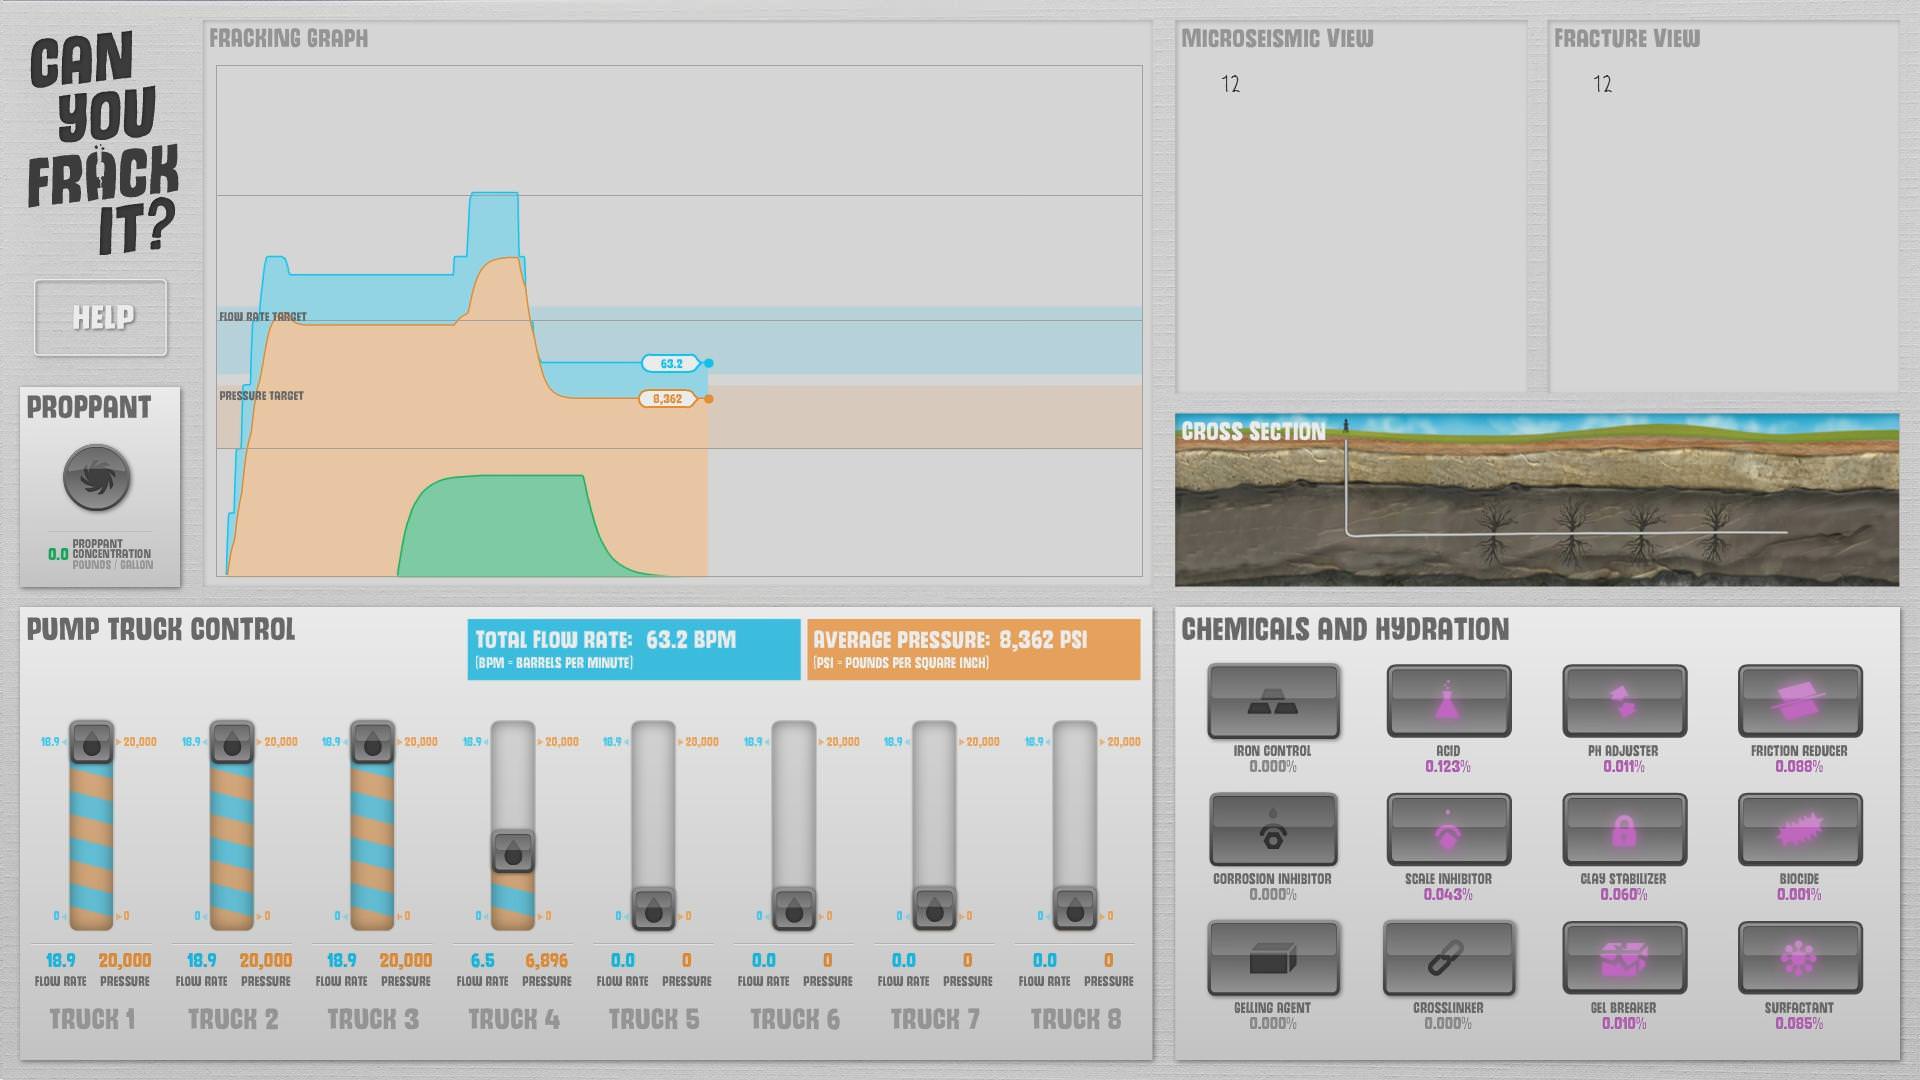 CAN
YOU
FRACK
IT?
HELP
PROPPANT
0.0
PROPPANT
CONCENTRATION
POUNDS / GALLON
FRACKING GRAPH
FLOW RATE TARGET
63.2
PRESSURE TARGET
8,362
MICROSEISMIC VIEW
12
FRACTURE VIEW
12
CROSS SECTION
PUMP TRUCK CONTROL
TOTAL FLOW RATE: 63.2 BPM
(BPM = BARRELS PER MINUTE)
AVERAGE PRESSURE: 8,362 PSI
(PSI = POUNDS PER SQUARE INCH)
18.9 20,000 18.9 20,000 18.9 20,000 18.9 20,000 18.9 20,000 18.9 20,000 18.9 20,000 18.9 20,000
0 0 0 0 0 0 0 0 0 0 0 0 0 0 0 0
18.9 20,000 18.9 20,000 18.9 20,000 6.5 6,896 0.0 0 0.0 0 0.0 0 0.0 0
FLOW RATE PRESSURE FLOW RATE PRESSURE FLOW RATE PRESSURE FLOW RATE PRESSURE FLOW RATE PRESSURE FLOW RATE PRESSURE FLOW RATE PRESSURE FLOW RATE PRESSURE
TRUCK 1 TRUCK 2 TRUCK 3 TRUCK 4 TRUCK 5 TRUCK 6 TRUCK 7 TRUCK 8
CHEMICALS AND HYDRATION
IRON CONTROL ACID PH ADJUSTER FRICTION REDUCER
0.000% 0.123% 0.011% 0.088%
CORROSION INHIBITOR SCALE INHIBITOR CLAY STABILIZER BIOCIDE
0.000% 0.043% 0.060% 0.001%
GELLING AGENT CROSSLINKER GEL BREAKER SURFACTANT
0.000% 0.000% 0.010% 0.085%